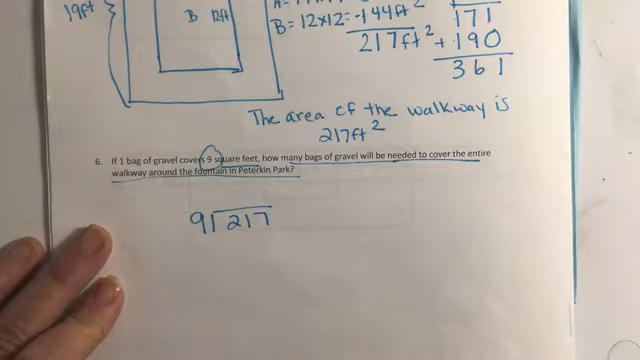 19ft
B 12ft
B = 12x12= -144ft²
217ft²
171
+190
361
The area of the walkway is
217ft²
6. If 1 bag of gravel covers 9 square feet, how many bags of gravel will be needed to cover the entire
walkway around the fountain in Peterkin Park?
9 217